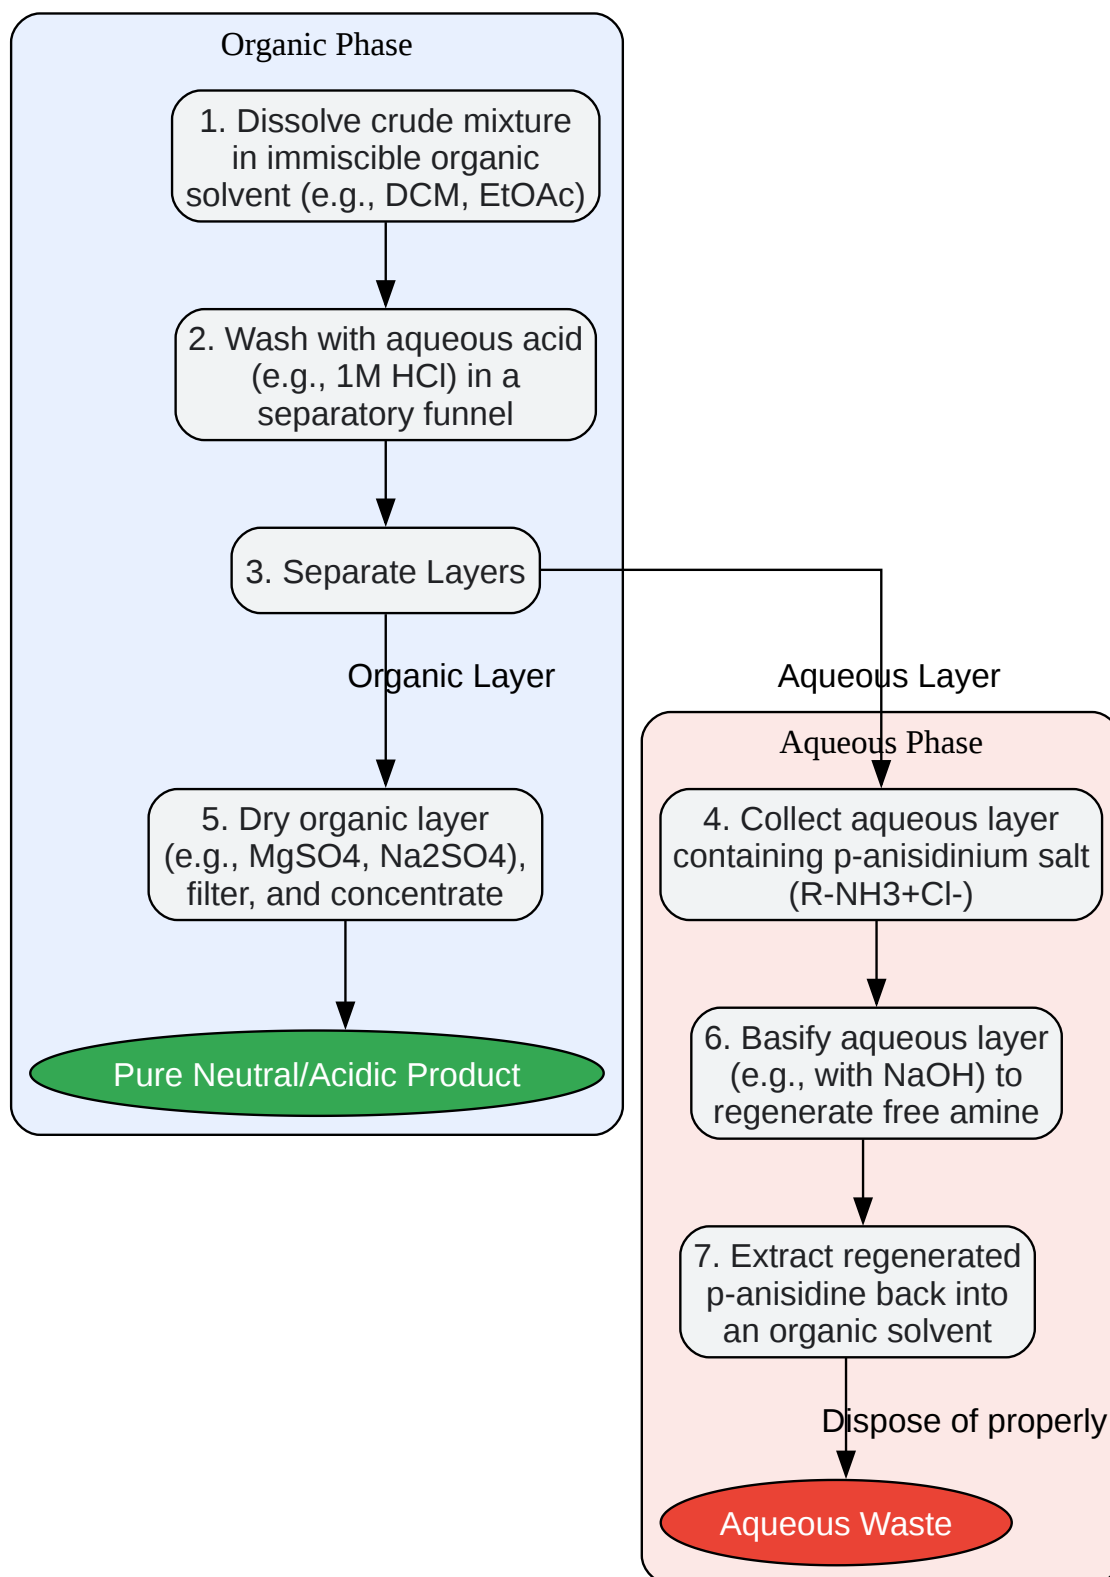 Organic Phase
1. Dissolve crude mixture
in immiscible organic
solvent (e.g., DCM, EtOAc)
2. Wash with aqueous acid
(e.g., 1M HCl) in a
separatory funnel
3. Separate Layers
Organic Layer
Aqueous Layer
Aqueous Phase
5. Dry organic layer
(e.g., MgSO4, Na2SO4),
filter, and concentrate
4. Collect aqueous layer
containing p-anisidinium salt
(R-NH3+Cl-)
Pure Neutral/Acidic Product
6. Basify aqueous layer
(e.g., with NaOH) to
regenerate free amine
7. Extract regenerated
p-anisidine back into
an organic solvent
Dispose of properly
Aqueous Waste